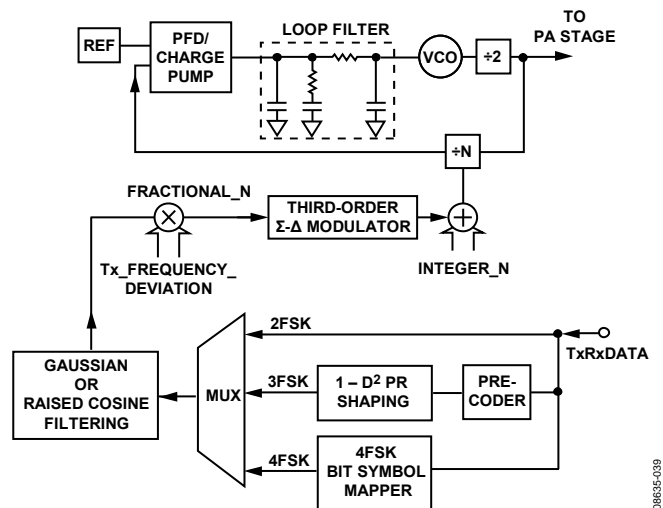 LOOP FILTER
TO
PA STAGE
REF
PFD/
CHARGE
PUMP
VCO
÷2
÷N
FRACTIONAL_N
THIRD-ORDER
Σ-Δ MODULATOR
Tx_FREQUENCY_
DEVIATION
INTEGER_N
2FSK
TxRxDATA
GAUSSIAN
OR
RAISED COSINE
FILTERING
MUX
3FSK
1 – D² PR
SHAPING
PRE-
CODER
4FSK
4FSK
BIT SYMBOL
MAPPER
08635-039